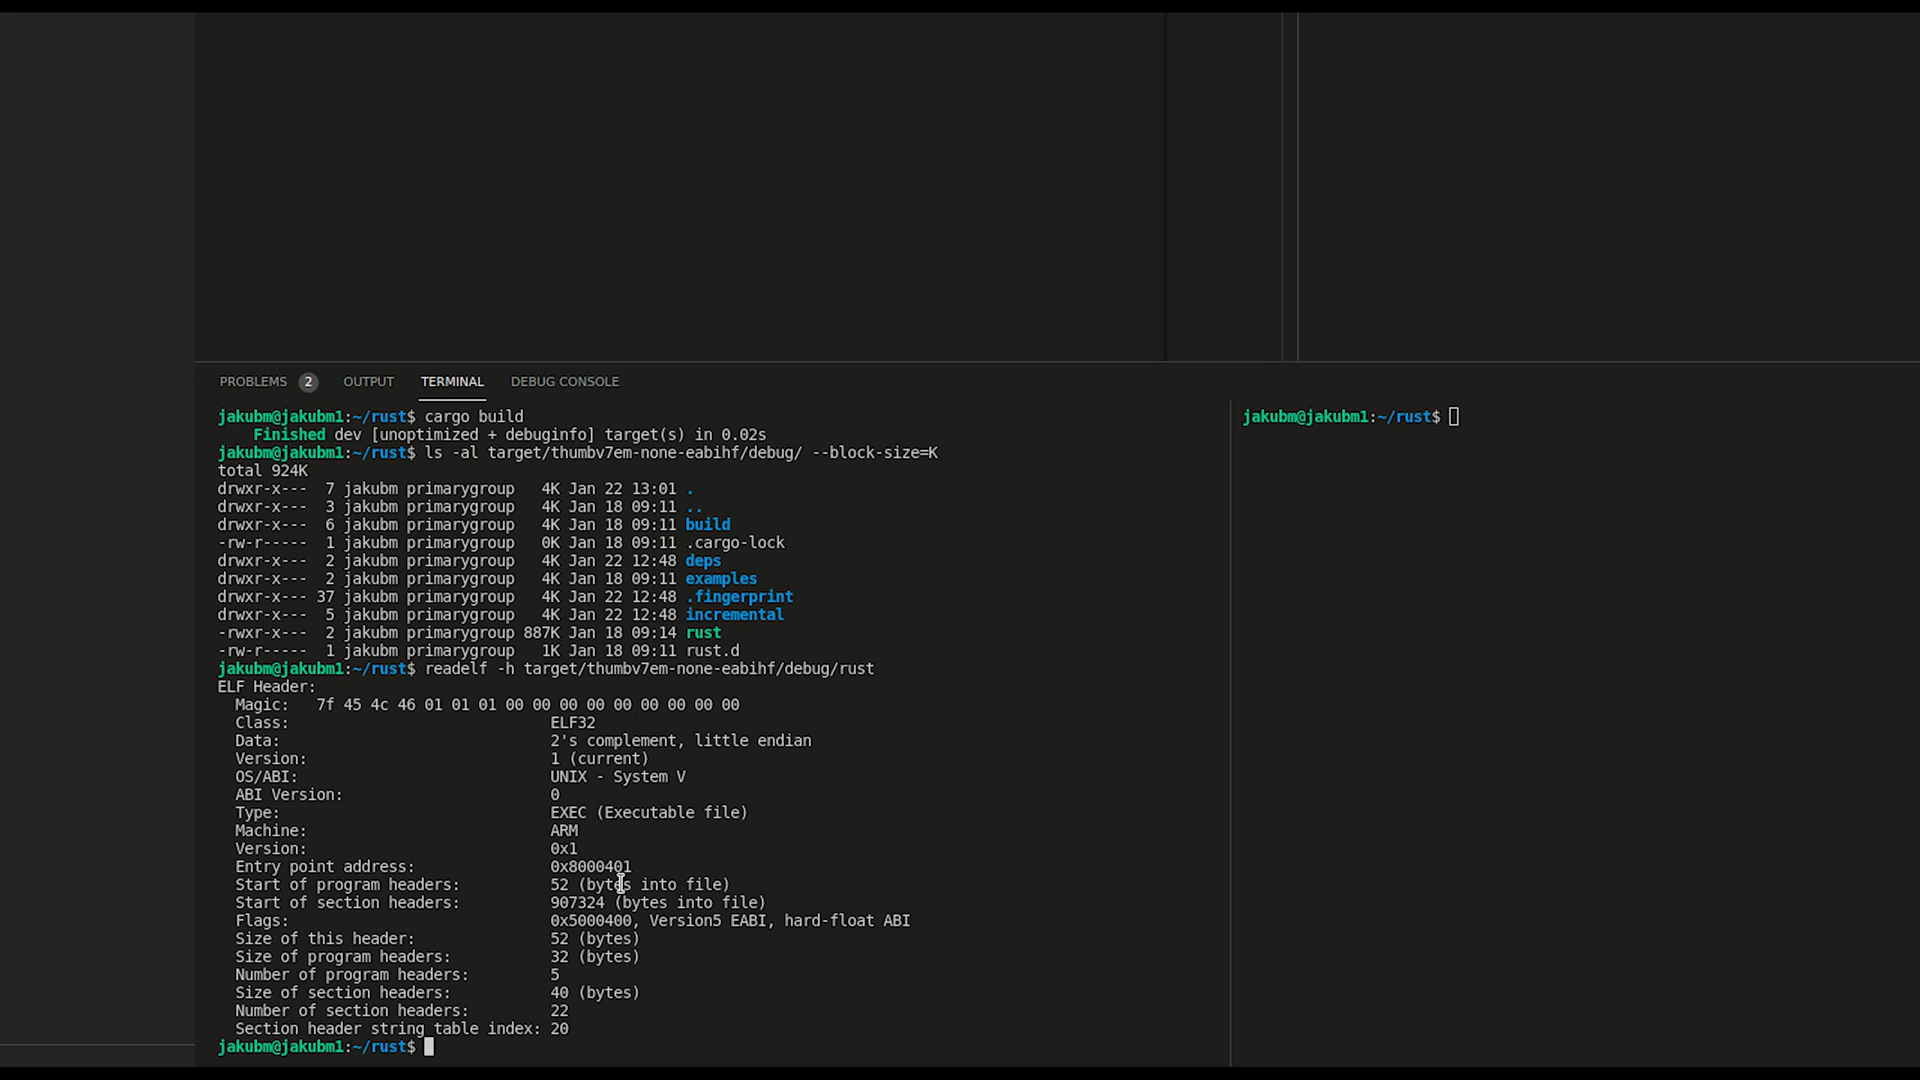 PROBLEMS 2 OUTPUT TERMINAL DEBUG CONSOLE
jakubm@jakubm1:~/rust$ cargo build
    Finished dev [unoptimized + debuginfo] target(s) in 0.02s
jakubm@jakubm1:~/rust$ ls -al target/thumbv7em-none-eabihf/debug/ --block-size=K
total 924K
drwxr-x---  7 jakubm primarygroup   4K Jan 22 13:01 .
drwxr-x---  3 jakubm primarygroup   4K Jan 18 09:11 ..
drwxr-x---  6 jakubm primarygroup   4K Jan 18 09:11 build
-rw-r-----  1 jakubm primarygroup   0K Jan 18 09:11 .cargo-lock
drwxr-x---  2 jakubm primarygroup   4K Jan 22 12:48 deps
drwxr-x---  2 jakubm primarygroup   4K Jan 18 09:11 examples
drwxr-x--- 37 jakubm primarygroup   4K Jan 22 12:48 .fingerprint
drwxr-x---  5 jakubm primarygroup   4K Jan 22 12:48 incremental
-rwxr-x---  2 jakubm primarygroup 887K Jan 18 09:14 rust
-rw-r-----  1 jakubm primarygroup   1K Jan 18 09:11 rust.d
jakubm@jakubm1:~/rust$ readelf -h target/thumbv7em-none-eabihf/debug/rust
ELF Header:
  Magic:   7f 45 4c 46 01 01 01 00 00 00 00 00 00 00 00 00
  Class:                             ELF32
  Data:                              2's complement, little endian
  Version:                           1 (current)
  OS/ABI:                            UNIX - System V
  ABI Version:                       0
  Type:                              EXEC (Executable file)
  Machine:                           ARM
  Version:                           0x1
  Entry point address:               0x8000401
  Start of program headers:          52 (bytes into file)
  Start of section headers:          907324 (bytes into file)
  Flags:                             0x5000400, Version5 EABI, hard-float ABI
  Size of this header:               52 (bytes)
  Size of program headers:           32 (bytes)
  Number of program headers:         5
  Size of section headers:           40 (bytes)
  Number of section headers:         22
  Section header string table index: 20
jakubm@jakubm1:~/rust$
jakubm@jakubm1:~/rust$